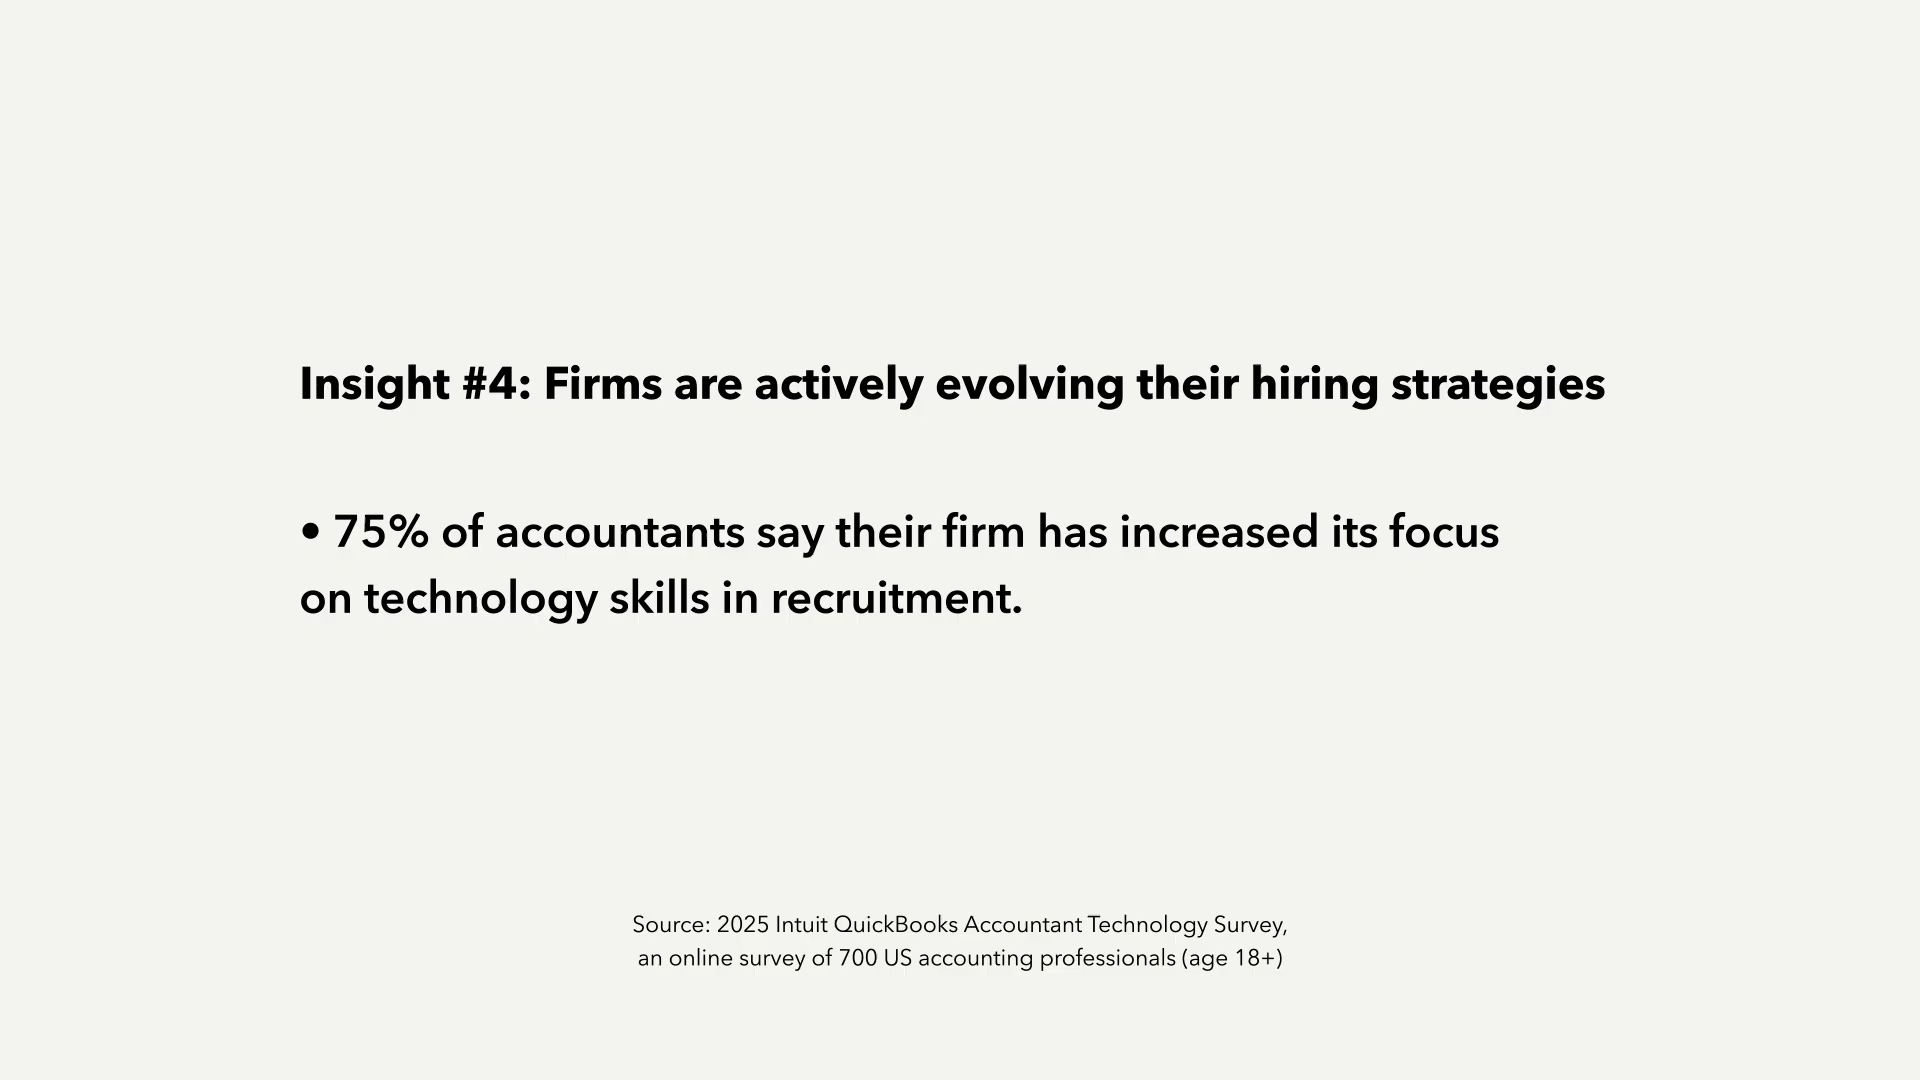 Insight #4: Firms are actively evolving their hiring strategies
• 75% of accountants say their firm has increased its focus
on technology skills in recruitment.
Source: 2025 Intuit QuickBooks Accountant Technology Survey,
an online survey of 700 US accounting professionals (age 18+)